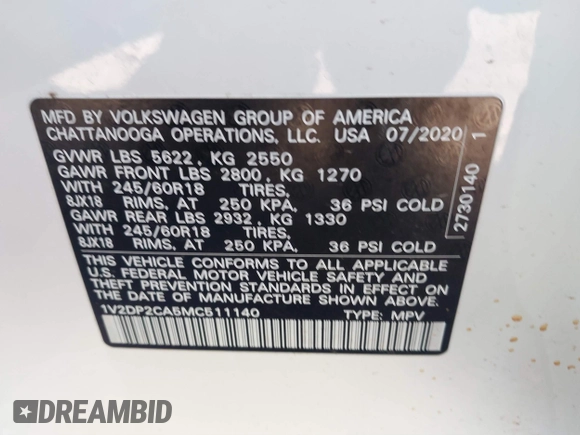 MFD BY VOLKSWAGEN GROUP OF AMERICA
CHATTANOOGA OPERATIONS, LLC. USA 07/2020
GVWR LBS 5622, KG 2550
GAWR FRONT LBS 2800, KG 1270
WITH 245/60R18 TIRES,
8JX18 RIMS, AT 250 KPA, 36 PSI COLD
GAWR REAR LBS 2932, KG 1330
WITH 245/60R18 TIRES,
8JX18 RIMS, AT 250 KPA, 36 PSI COLD
THIS VEHICLE CONFORMS TO ALL APPLICABLE
U.S. FEDERAL MOTOR VEHICLE SAFETY AND
THEFT PREVENTION STANDARDS IN EFFECT ON
THE DATE OF MANUFACTURE SHOWN ABOVE.
1V2DP2CA5MC511140 TYPE: MPV
2730140 1
DREAMBID